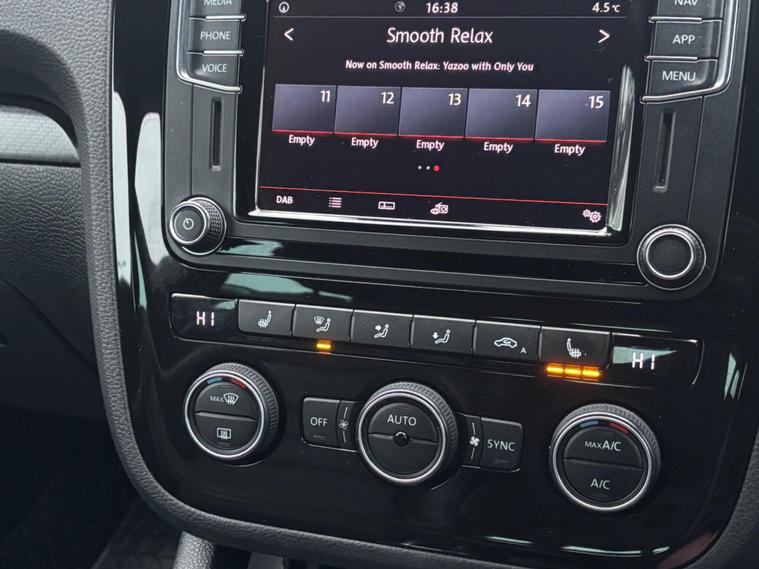 MEDIA
16:38
4.5°C
NAV
PHONE
< Smooth Relax >
APP
VOICE
Now on Smooth Relax: Yazoo with Only You
MENU
11 12 13 14 15
Empty Empty Empty Empty Empty
DAB
HI
A
HI
MAX
OFF
AUTO
SYNC
MAX A/C
A/C